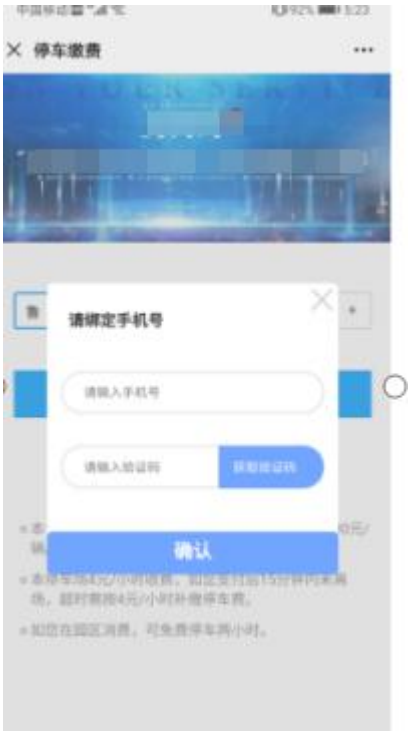 中国移动
92% 5:23
× 停车缴费 ···
鲁
请绑定手机号
请输入手机号
请输入验证码 获取验证码
确认
本停车场4元/小时收费，如您支付后15分钟内未离
场，超时需按4元/小时补缴停车费。
如您在园区消费，可免费停车两小时。